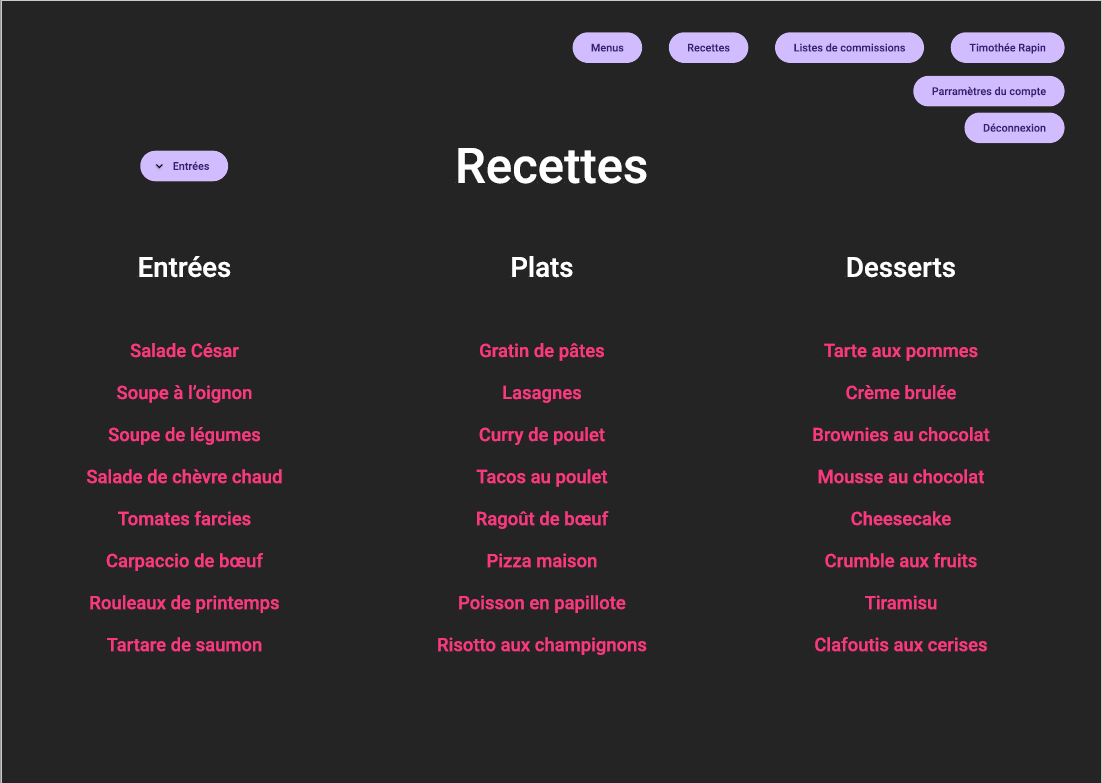 Menus
Recettes
Listes de commissions
Timothée Rapin
Parramètres du compte
Déconnexion
Entrées
Recettes
Entrées
Salade César
Soupe à l’oignon
Soupe de légumes
Salade de chèvre chaud
Tomates farcies
Carpaccio de bœuf
Rouleaux de printemps
Tartare de saumon
Plats
Gratin de pâtes
Lasagnes
Curry de poulet
Tacos au poulet
Ragoût de bœuf
Pizza maison
Poisson en papillote
Risotto aux champignons
Desserts
Tarte aux pommes
Crème brulée
Brownies au chocolat
Mousse au chocolat
Cheesecake
Crumble aux fruits
Tiramisu
Clafoutis aux cerises